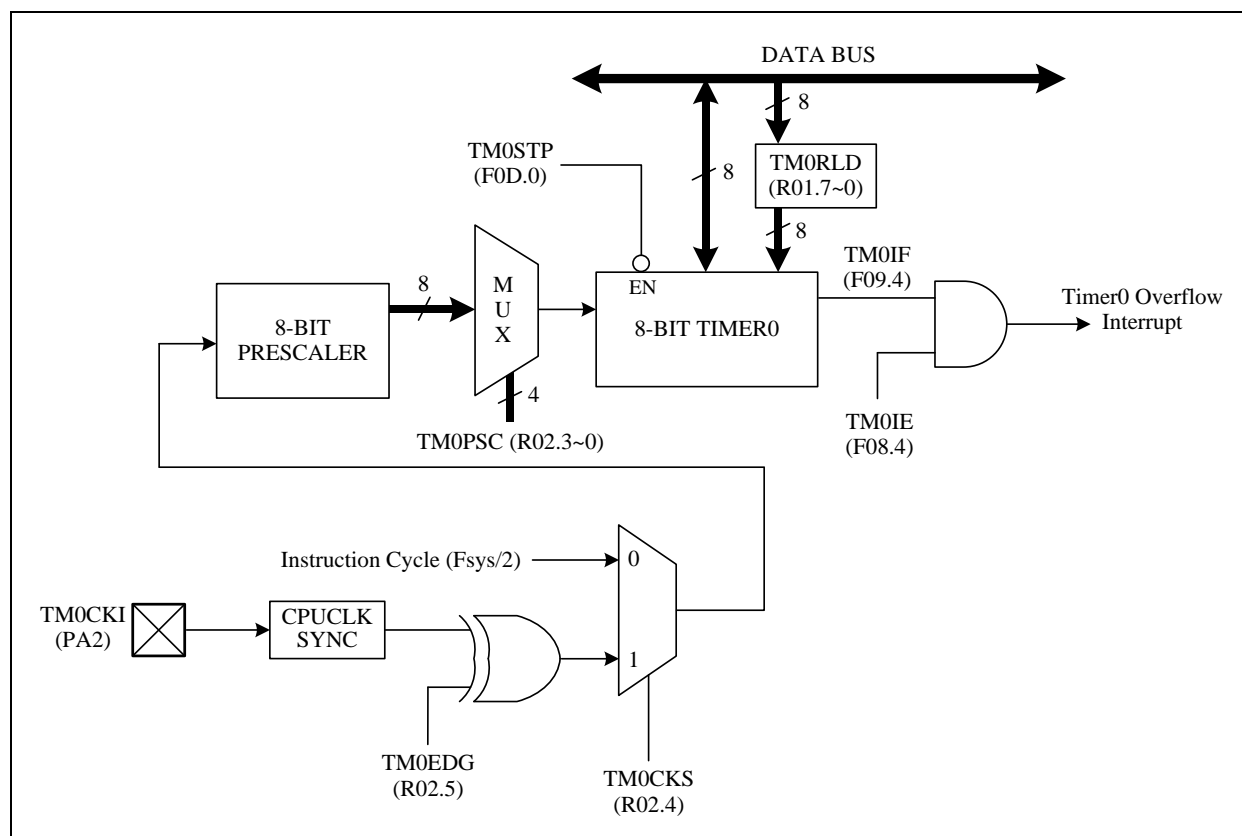 DATA BUS
8
TM0STP
(F0D.0)
TM0RLD
(R01.7~0)
8
8
TM0IF
(F09.4)
8
M
U
X
EN
8-BIT
PRESCALER
8-BIT TIMER0
Timer0 Overflow
Interrupt
4
TM0PSC (R02.3~0)
TM0IE
(F08.4)
Instruction Cycle (Fsys/2)
0
TM0CKI
(PA2)
CPUCLK
SYNC
1
TM0EDG
(R02.5)
TM0CKS
(R02.4)